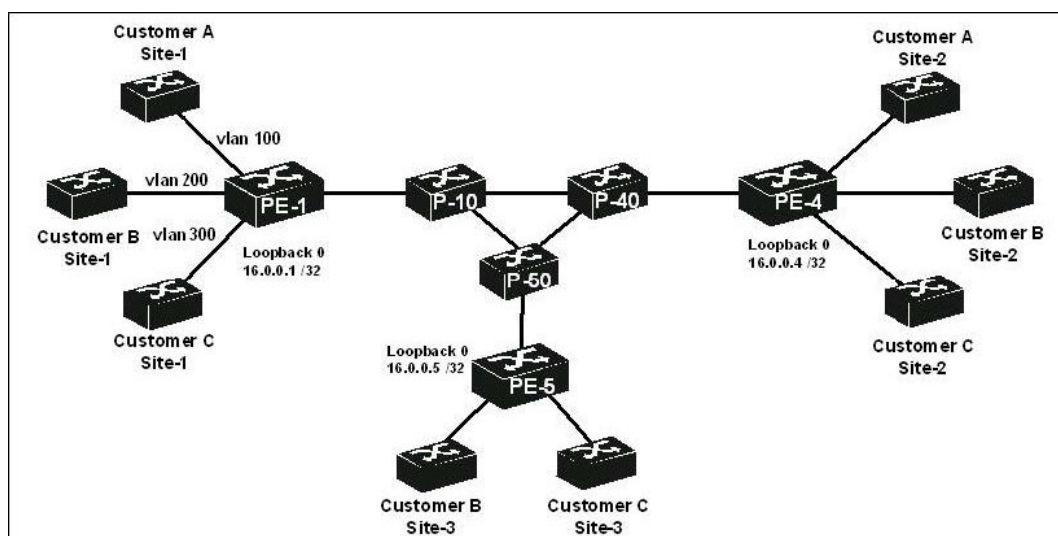 Customer A
Site-1
Customer A
Site-2
vlan 100
vlan 200
PE-1
P-10
P-40
PE-4
Customer B
Site-1
vlan 300
Loopback 0
16.0.0.1 /32
Loopback 0
16.0.0.4 /32
Customer B
Site-2
P-50
Customer C
Site-1
Loopback 0
16.0.0.5 /32
PE-5
Customer C
Site-2
Customer B
Site-3
Customer C
Site-3